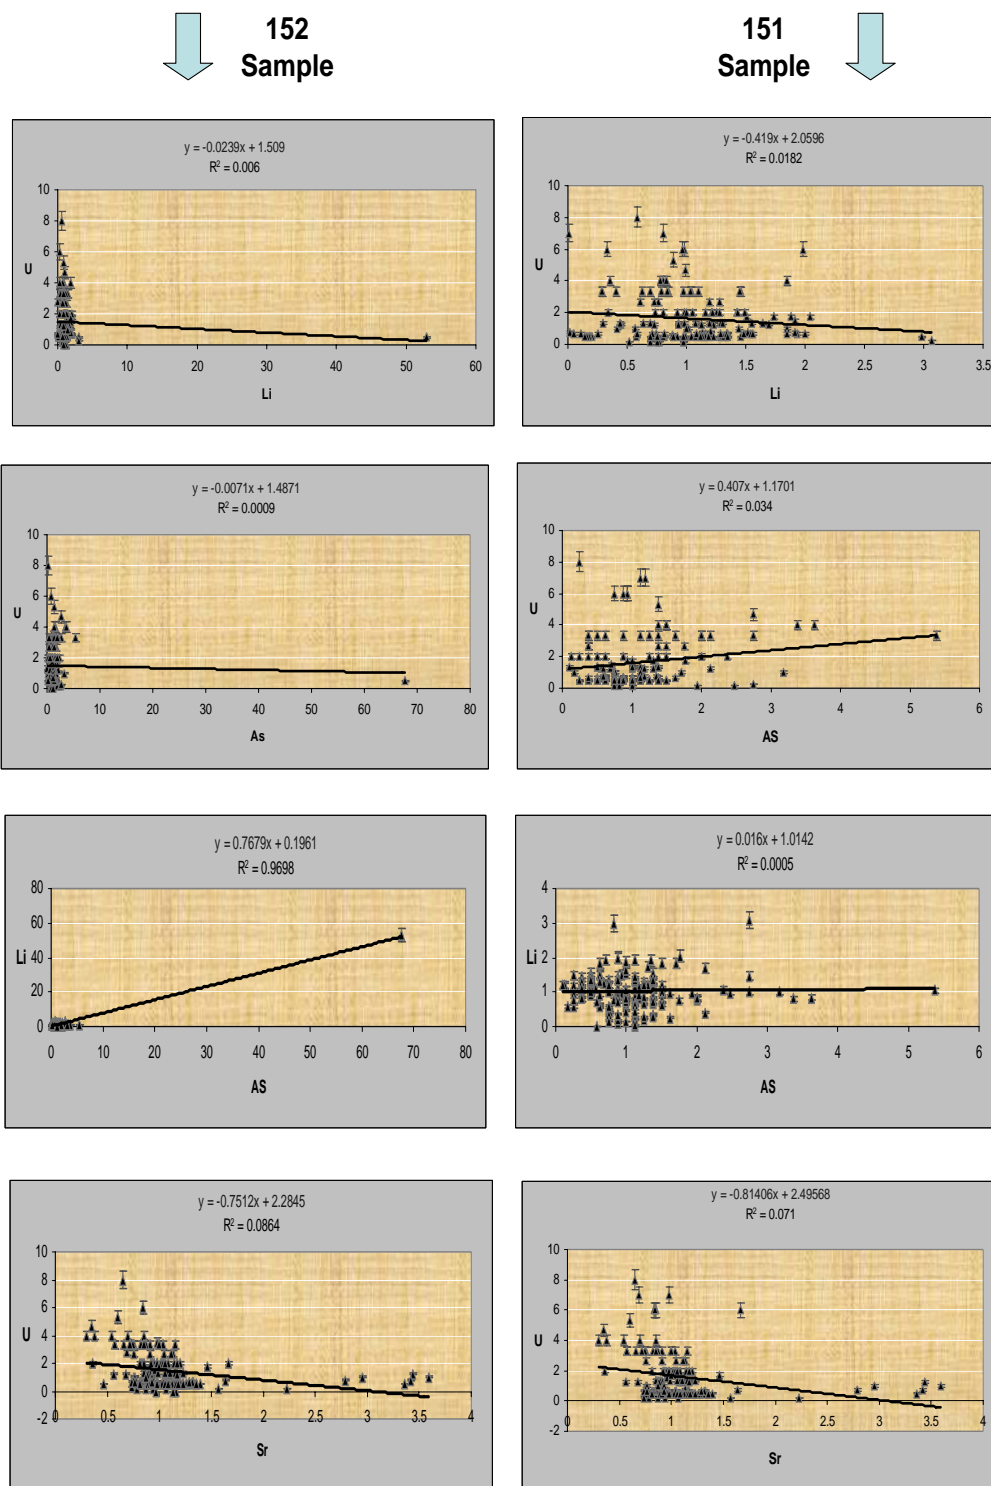 152
Sample
151
Sample
y = -0.0239x + 1.509
R² = 0.006
10
8
6
4
2
0
U
0 10 20 30 40 50 60
Li
y = -0.419x + 2.0596
R² = 0.0182
10
8
6
4
2
0
U
0 0.5 1 1.5 2 2.5 3 3.5
Li
y = -0.0071x + 1.4871
R² = 0.0009
10
8
6
4
2
0
U
0 10 20 30 40 50 60 70 80
As
y = 0.407x + 1.1701
R² = 0.034
10
8
6
4
2
0
U
0 1 2 3 4 5 6
AS
y = 0.7679x + 0.1961
R² = 0.9698
80
60
40
20
0
Li
0 10 20 30 40 50 60 70 80
AS
y = 0.016x + 1.0142
R² = 0.0005
4
3
2
1
0
Li
0 1 2 3 4 5 6
AS
y = -0.7512x + 2.2845
R² = 0.0864
10
8
6
4
2
0
-2
U
0 0.5 1 1.5 2 2.5 3 3.5 4
Sr
y = -0.81406x + 2.49568
R² = 0.071
10
8
6
4
2
0
-2
U
0 0.5 1 1.5 2 2.5 3 3.5 4
Sr